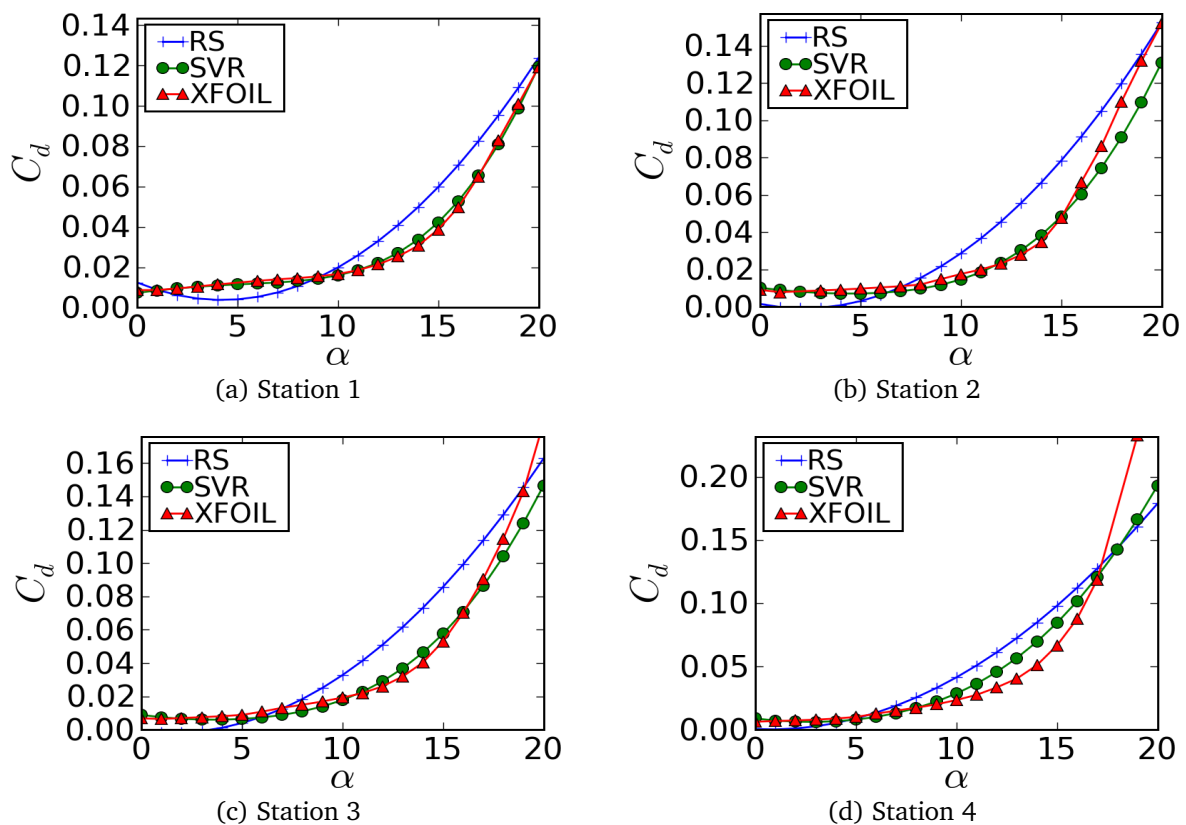 0.14
0.12
0.10
0.08
0.06
0.04
0.02
0.00
C_d
RS
SVR
XFOIL
0 5 10 15 20
α
(a) Station 1
0.14
0.12
0.10
0.08
0.06
0.04
0.02
0.00
C_d
RS
SVR
XFOIL
0 5 10 15 20
α
(b) Station 2
0.16
0.14
0.12
0.10
0.08
0.06
0.04
0.02
0.00
C_d
RS
SVR
XFOIL
0 5 10 15 20
α
(c) Station 3
0.20
0.15
0.10
0.05
0.00
C_d
RS
SVR
XFOIL
0 5 10 15 20
α
(d) Station 4